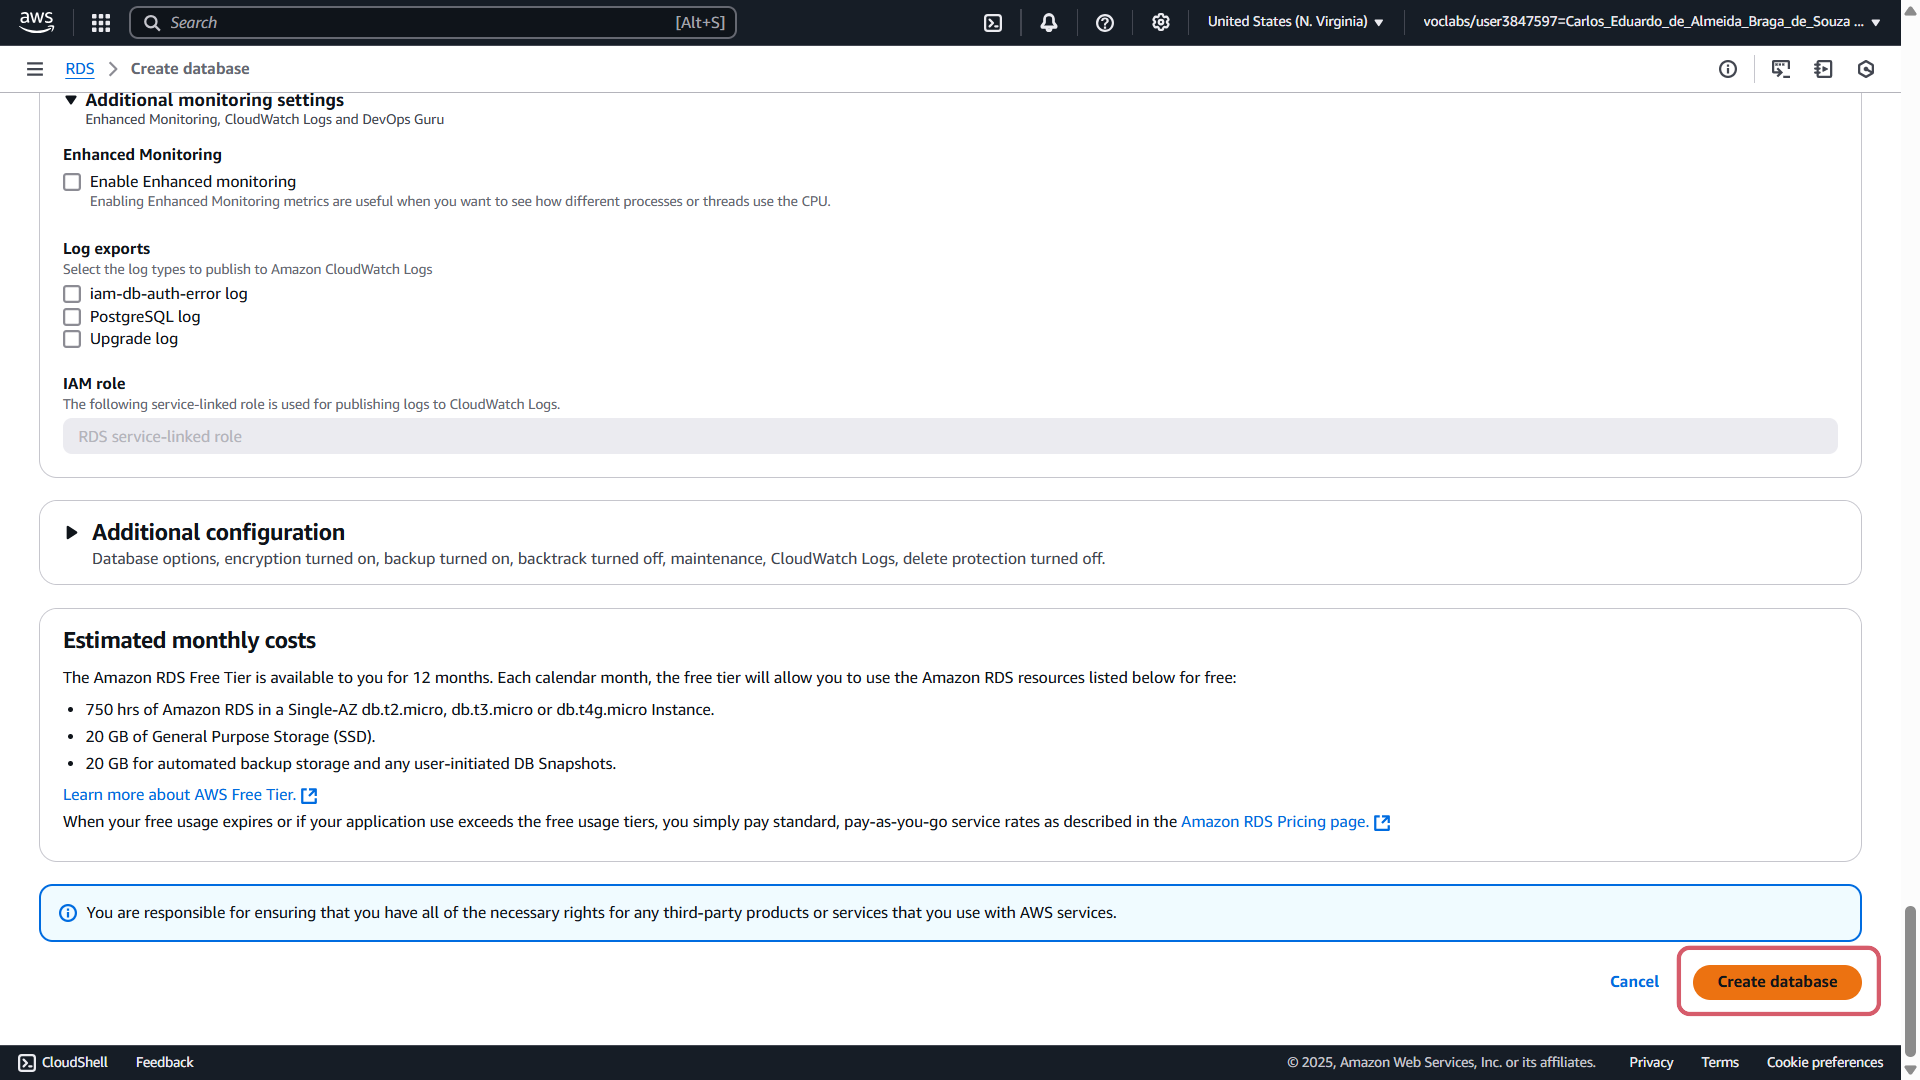 aws
Search [Alt+S]
United States (N. Virginia)
voclabs/user3847597=Carlos_Eduardo_de_Almeida_Braga_de_Souza ...
RDS Create database
Additional monitoring settings
Enhanced Monitoring, CloudWatch Logs and DevOps Guru
Enhanced Monitoring
Enable Enhanced monitoring
Enabling Enhanced Monitoring metrics are useful when you want to see how different processes or threads use the CPU.
Log exports
Select the log types to publish to Amazon CloudWatch Logs
iam-db-auth-error log
PostgreSQL log
Upgrade log
IAM role
The following service-linked role is used for publishing logs to CloudWatch Logs.
RDS service-linked role
Additional configuration
Database options, encryption turned on, backup turned on, backtrack turned off, maintenance, CloudWatch Logs, delete protection turned off.
Estimated monthly costs
The Amazon RDS Free Tier is available to you for 12 months. Each calendar month, the free tier will allow you to use the Amazon RDS resources listed below for free:
• 750 hrs of Amazon RDS in a Single-AZ db.t2.micro, db.t3.micro or db.t4g.micro Instance.
• 20 GB of General Purpose Storage (SSD).
• 20 GB for automated backup storage and any user-initiated DB Snapshots.
Learn more about AWS Free Tier.
When your free usage expires or if your application use exceeds the free usage tiers, you simply pay standard, pay-as-you-go service rates as described in the Amazon RDS Pricing page.
You are responsible for ensuring that you have all of the necessary rights for any third-party products or services that you use with AWS services.
Cancel Create database
CloudShell Feedback © 2025, Amazon Web Services, Inc. or its affiliates. Privacy Terms Cookie preferences